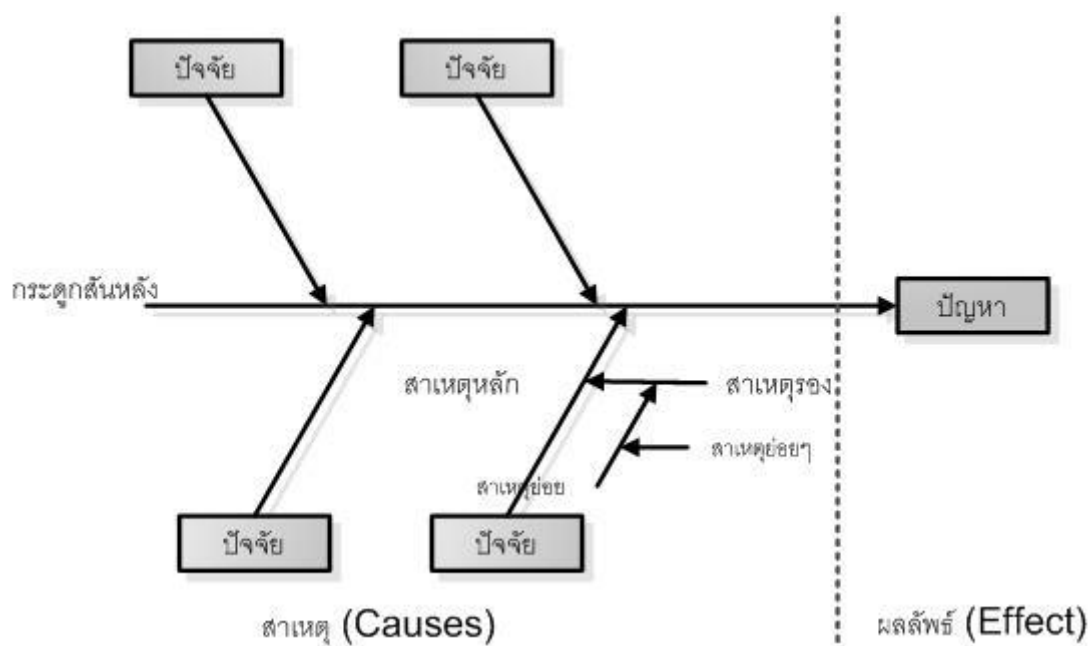 ปัจจัย
ปัจจัย
กระดูกสันหลัง
ปัญหา
สาเหตุหลัก
สาเหตุรอง
สาเหตุย่อยๆ
สาเหตุย่อย
ปัจจัย
ปัจจัย
สาเหตุ (Causes)
ผลลัพธ์ (Effect)